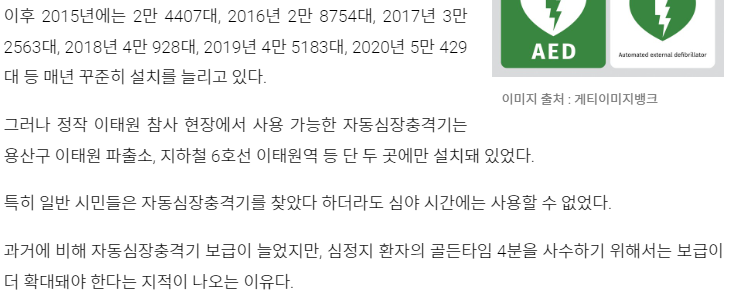 이후 2015년에는 2만 4407대, 2016년 2만 8754대, 2017년 3만
2563대, 2018년 4만 928대, 2019년 4만 5183대, 2020년 5만 429
대 등 매년 꾸준히 설치를 늘리고 있다.
AED
Automated external defibrillator
이미지 출처 : 게티이미지뱅크
그러나 정작 이태원 참사 현장에서 사용 가능한 자동심장충격기는
용산구 이태원 파출소, 지하철 6호선 이태원역 등 단 두 곳에만 설치돼 있었다.
특히 일반 시민들은 자동심장충격기를 찾았다 하더라도 심야 시간에는 사용할 수 없었다.
과거에 비해 자동심장충격기 보급이 늘었지만, 심정지 환자의 골든타임 4분을 사수하기 위해서는 보급이
더 확대돼야 한다는 지적이 나오는 이유다.